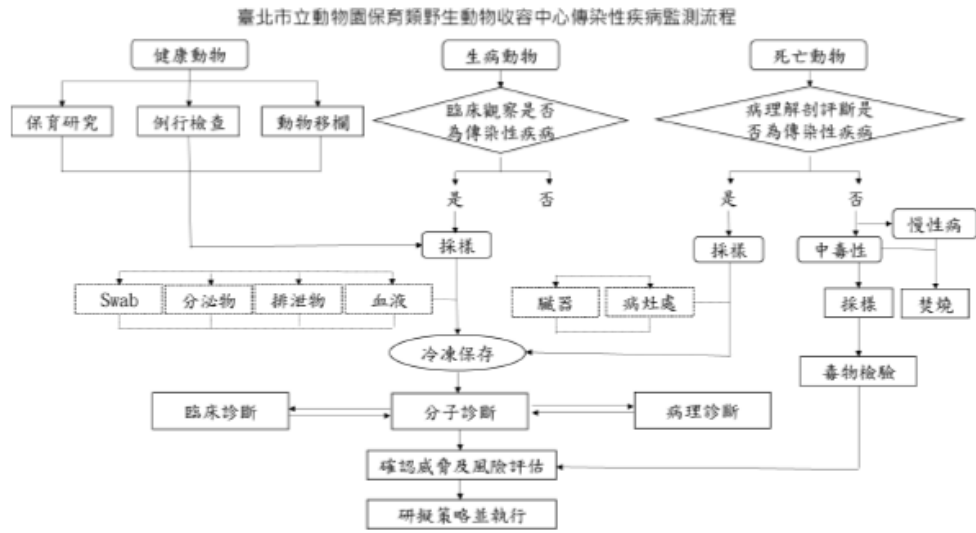 臺北市立動物園保育類野生動物收容中心傳染性疾病監測流程
健康動物
生病動物
死亡動物
保育研究
例行檢查
動物移欄
臨床觀察是否
為傳染性疾病
病理解剖評斷是
否為傳染性疾病
是
否
是
否
慢性病
採樣
採樣
中毒性
Swab
分泌物
排泄物
血液
臟器
病灶處
採樣
焚燒
冷凍保存
毒物檢驗
臨床診斷
分子診斷
病理診斷
確認威脅及風險評估
研擬策略並執行